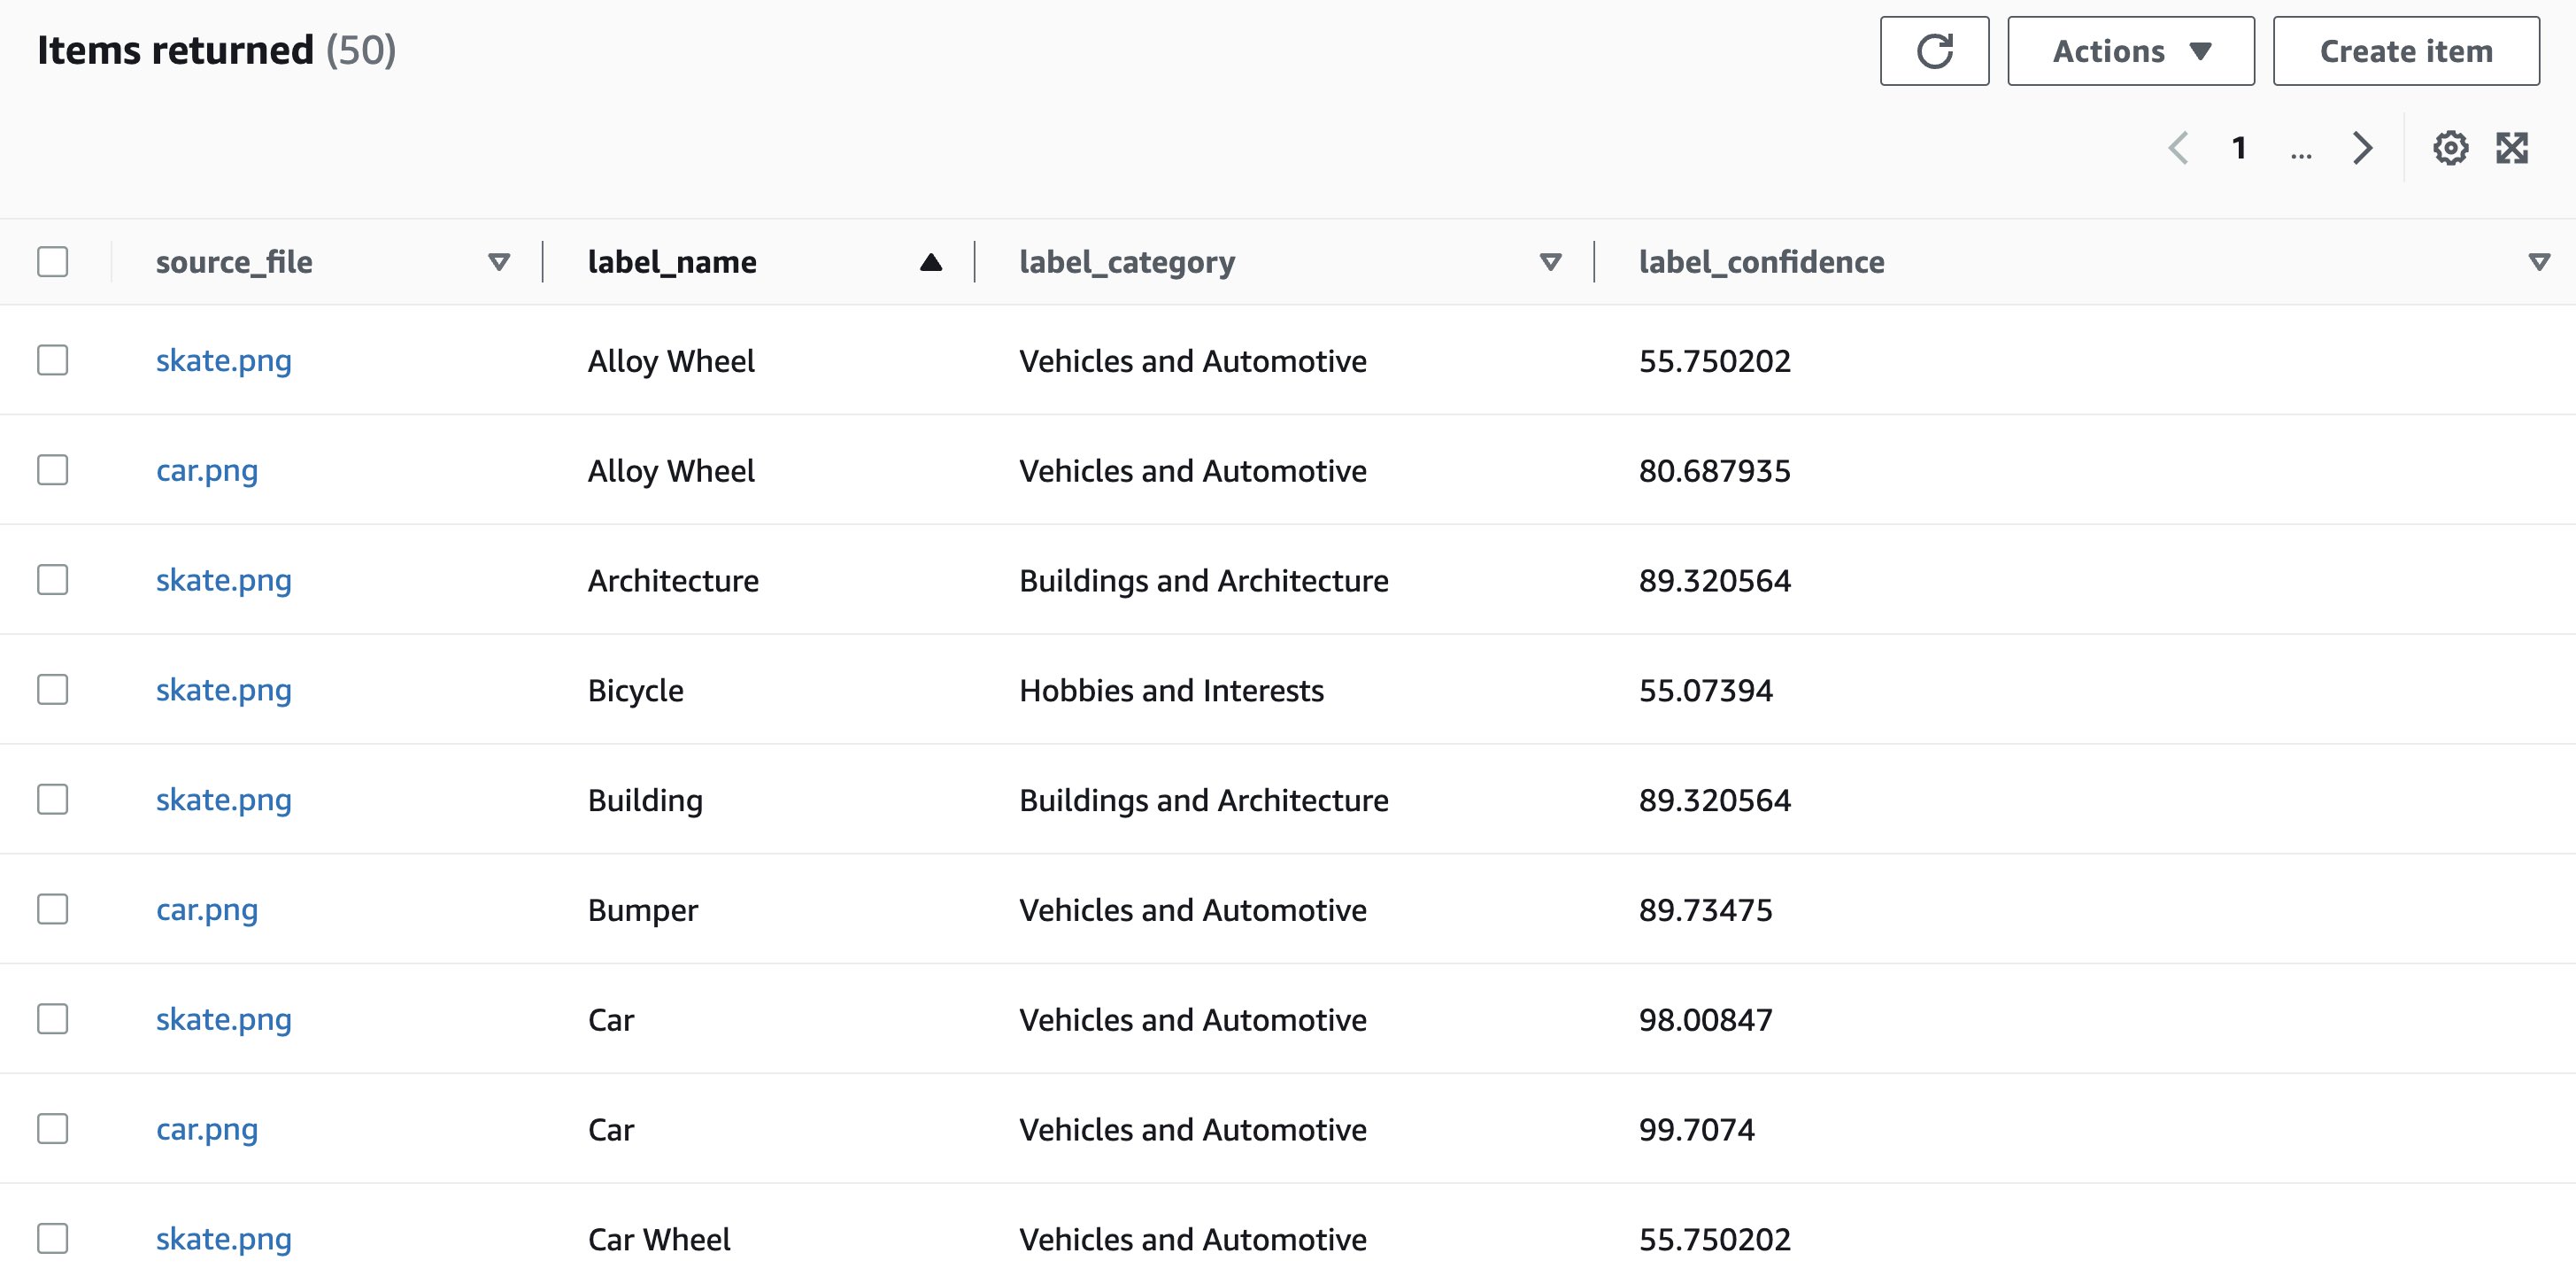 Items returned (50)
Actions
Create item
1 ...
source_file label_name label_category label_confidence
skate.png Alloy Wheel Vehicles and Automotive 55.750202
car.png Alloy Wheel Vehicles and Automotive 80.687935
skate.png Architecture Buildings and Architecture 89.320564
skate.png Bicycle Hobbies and Interests 55.07394
skate.png Building Buildings and Architecture 89.320564
car.png Bumper Vehicles and Automotive 89.73475
skate.png Car Vehicles and Automotive 98.00847
car.png Car Vehicles and Automotive 99.7074
skate.png Car Wheel Vehicles and Automotive 55.750202